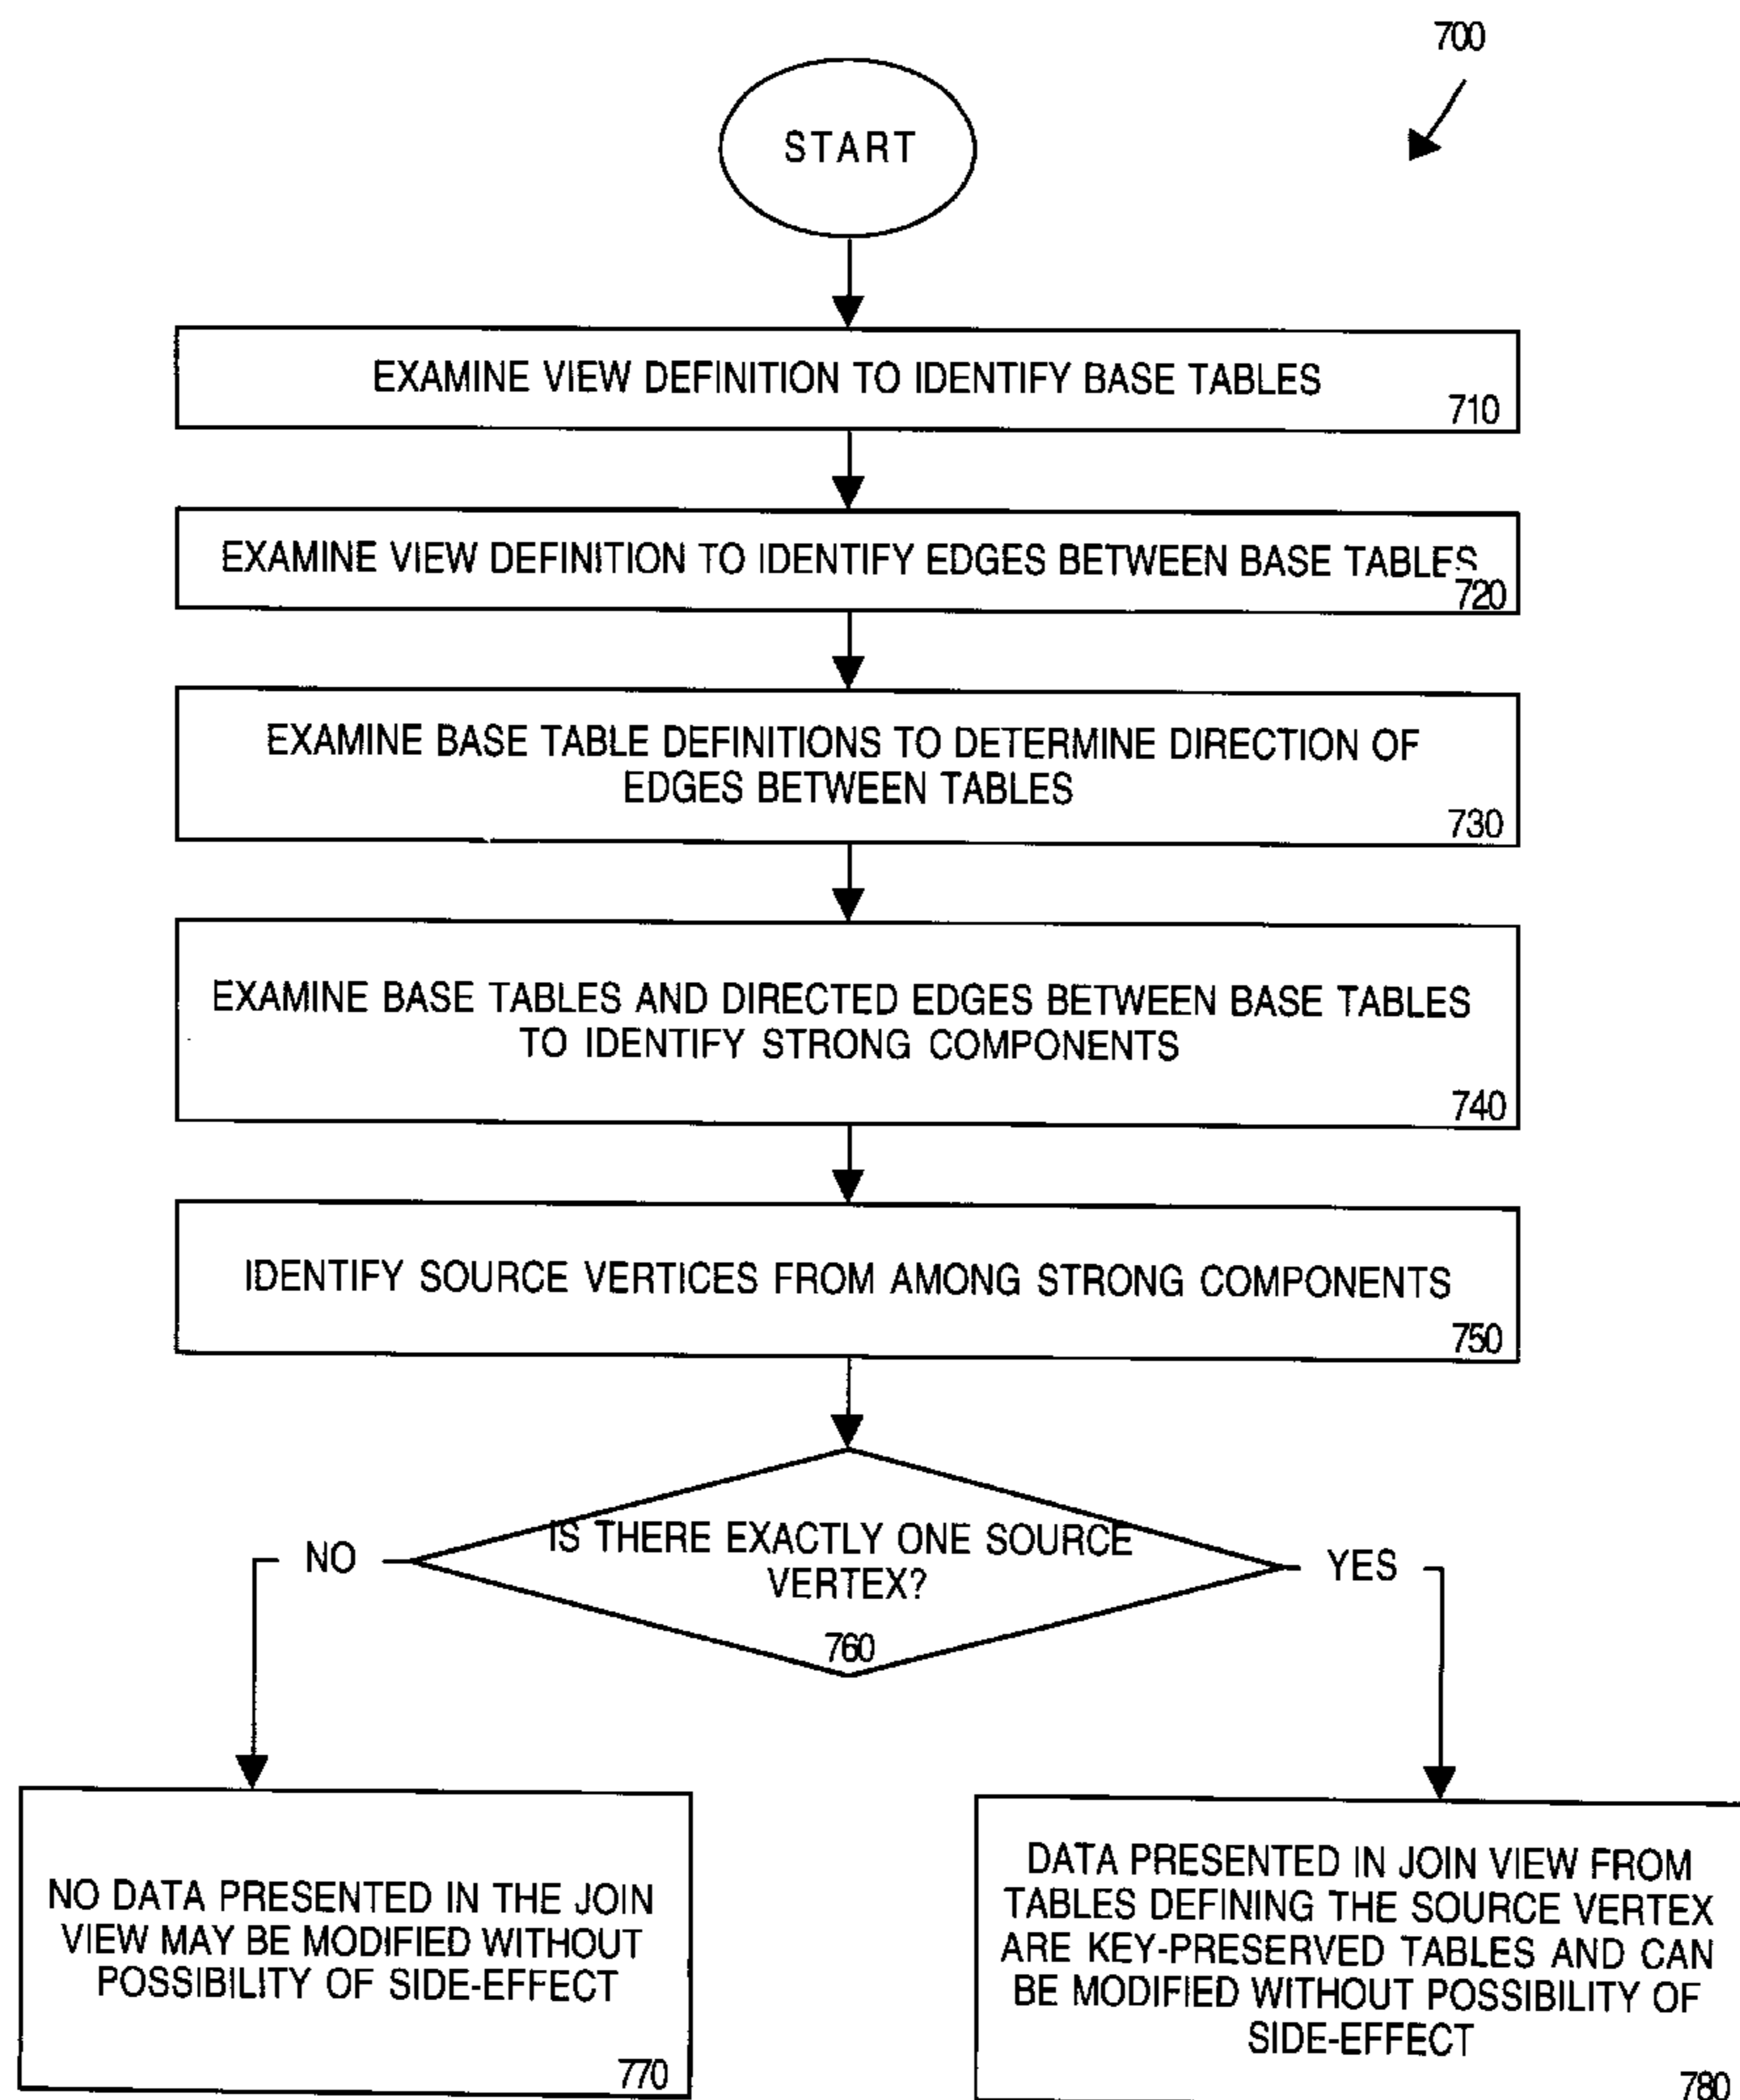 700
START
EXAMINE VIEW DEFINITION TO IDENTIFY BASE TABLES
710
EXAMINE VIEW DEFINITION TO IDENTIFY EDGES BETWEEN BASE TABLES
720
EXAMINE BASE TABLE DEFINITIONS TO DETERMINE DIRECTION OF
EDGES BETWEEN TABLES
730
EXAMINE BASE TABLES AND DIRECTED EDGES BETWEEN BASE TABLES
TO IDENTIFY STRONG COMPONENTS
740
IDENTIFY SOURCE VERTICES FROM AMONG STRONG COMPONENTS
750
IS THERE EXACTLY ONE SOURCE
VERTEX?
760
NO
YES
NO DATA PRESENTED IN THE JOIN
VIEW MAY BE MODIFIED WITHOUT
POSSIBILITY OF SIDE-EFFECT
770
DATA PRESENTED IN JOIN VIEW FROM
TABLES DEFINING THE SOURCE VERTEX
ARE KEY-PRESERVED TABLES AND CAN
BE MODIFIED WITHOUT POSSIBILITY OF
SIDE-EFFECT
780